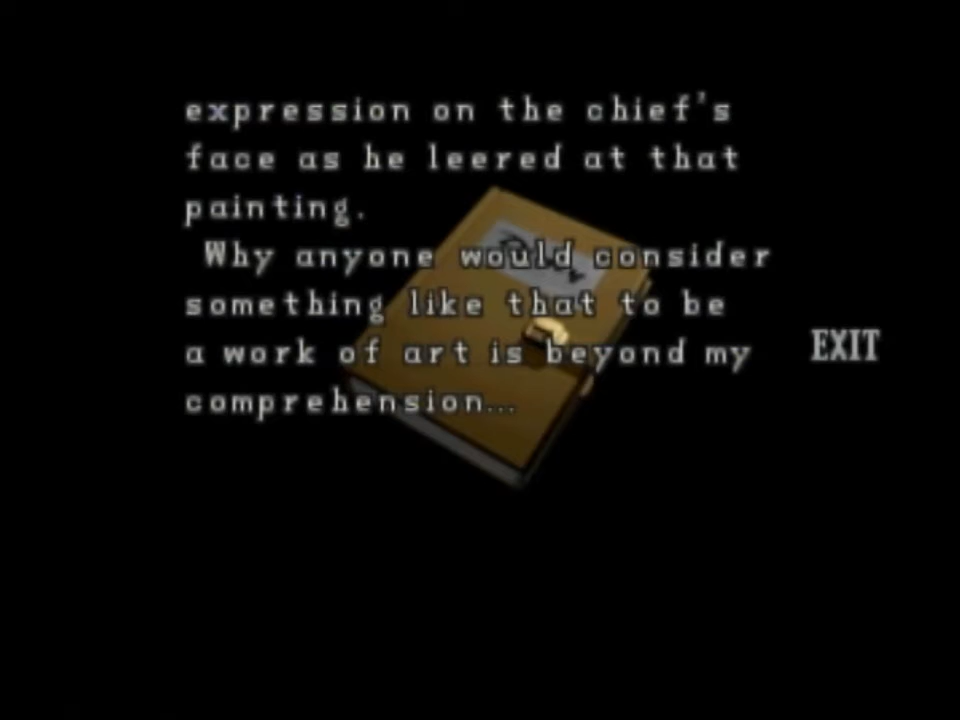 expression on the chief's
face as he leered at that
painting.
Why anyone would consider
something like that to be
a work of art is beyond my
comprehension...
EXIT
Diary